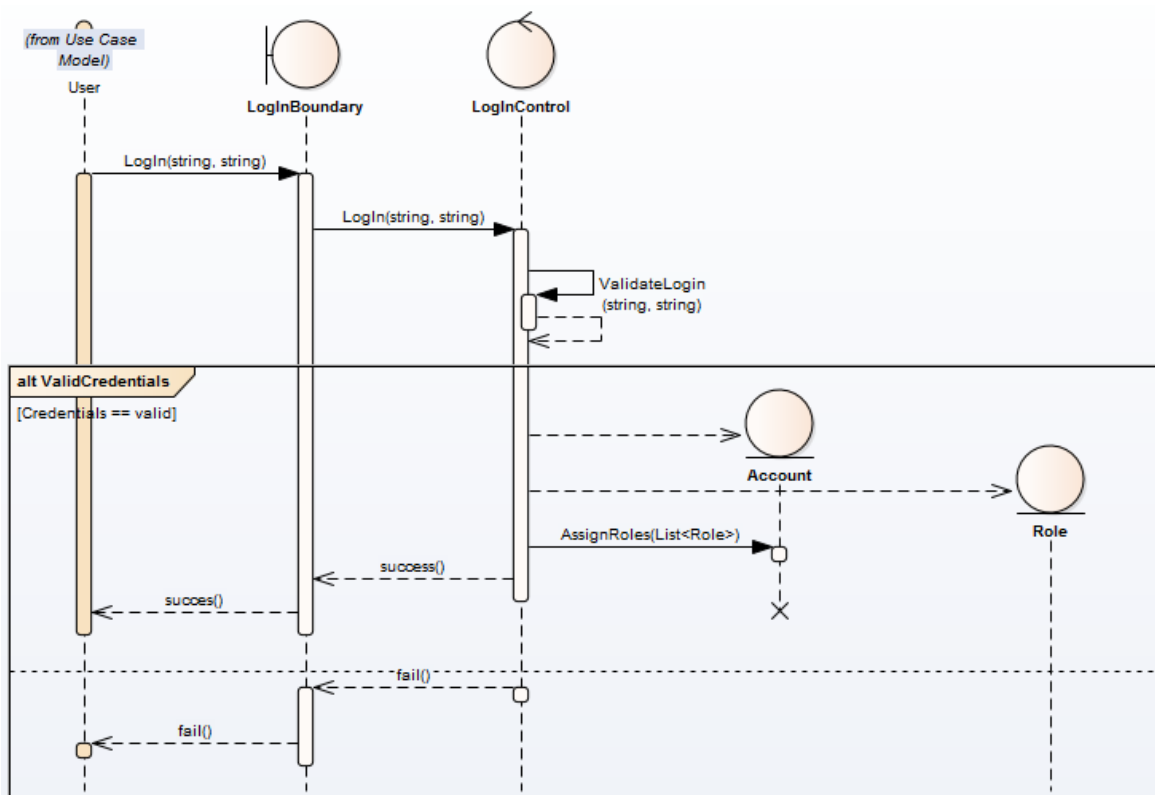 (from Use Case
Model)
User
LogInBoundary
LogInControl
LogIn(string, string)
LogIn(string, string)
ValidateLogin
(string, string)
alt ValidCredentials
[Credentials == valid]
Account
Role
AssignRoles(List<Role>)
success()
succes()
fail()
fail()